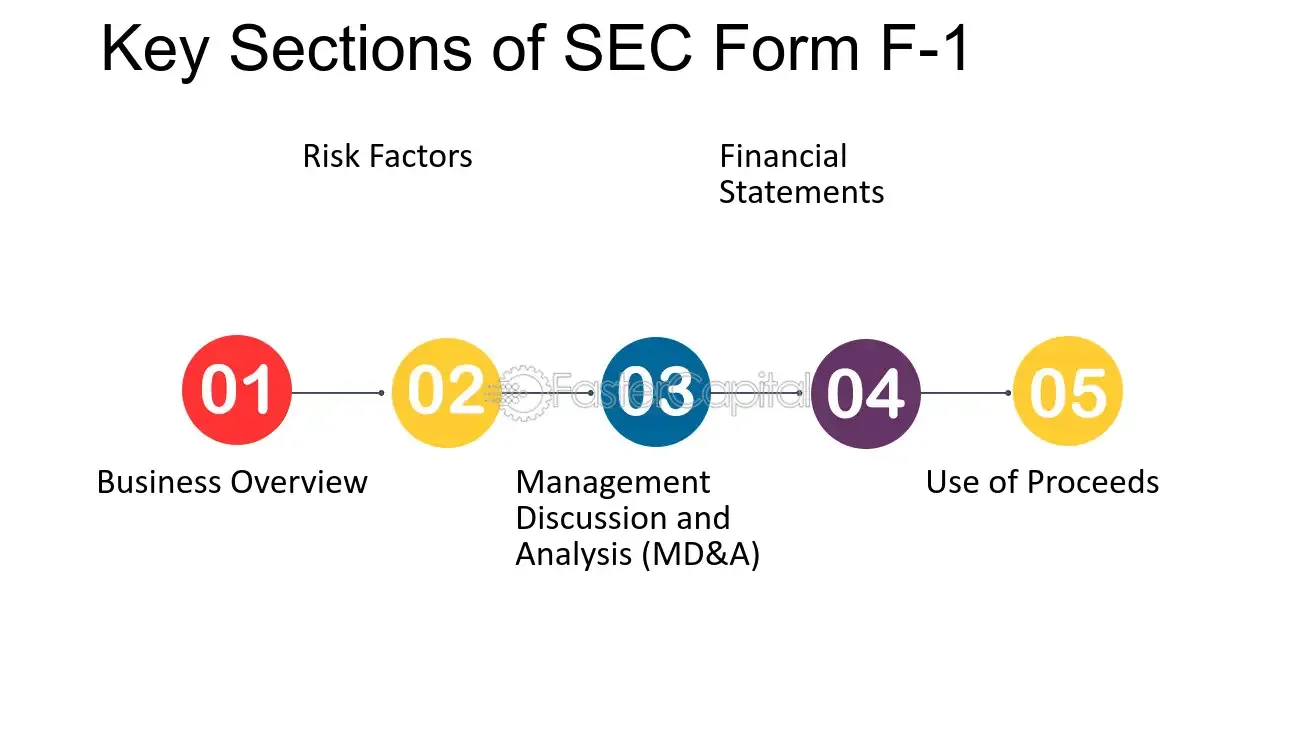 Key Sections of SEC Form F-1
Risk Factors
Financial
Statements
01
02
03
04
05
FasterCapital
Business Overview
Management
Discussion and
Analysis (MD&A)
Use of Proceeds